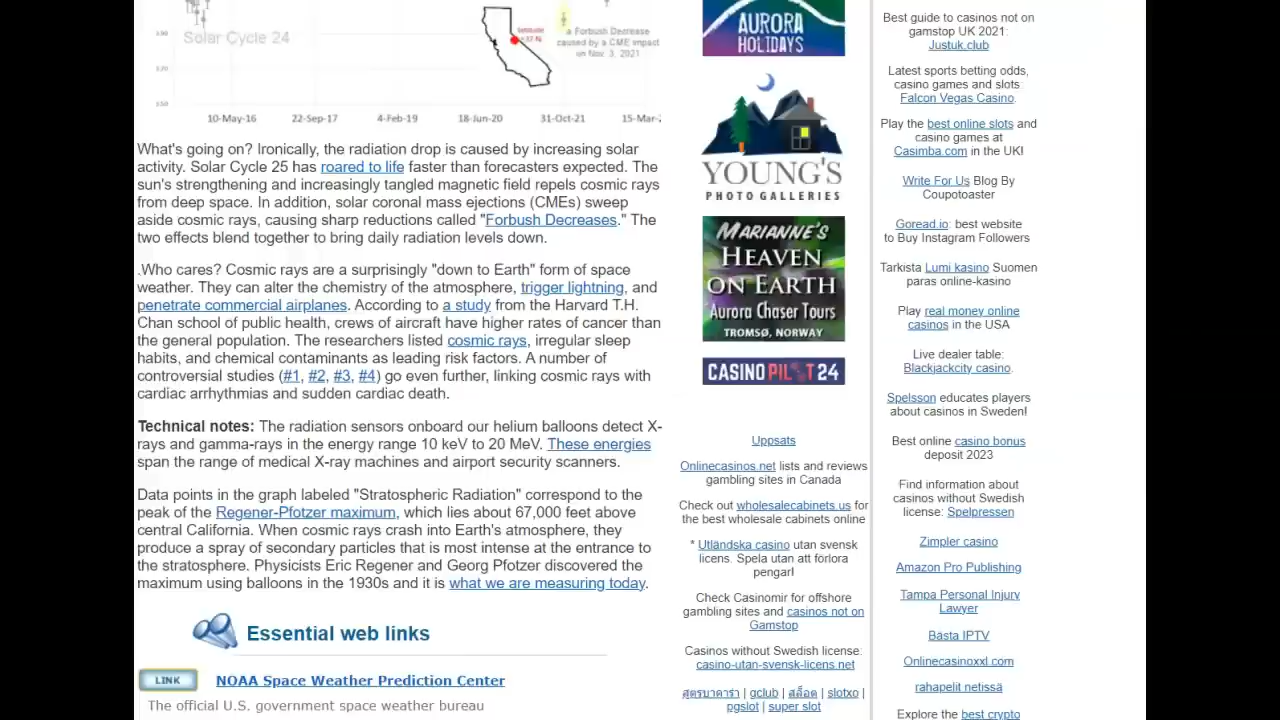 Solar Cycle 24
a Forbush Decrease
caused by a CME impact
on Nov. 3, 2021
10-May-16
22-Sep-17
4-Feb-19
18-Jun-20
31-Oct-21
15-Mar-2
What's going on? Inroically, the radiation drop is caused by increasing solar
activity. Solar Cycle 25 has roared to life faster than forecasters expected. The
sun's strengthening and increasingly tangled magnetic field repels cosmic rays
from deep space. In addition, solar coronal mass ejections (CMEs) sweep
aside cosmic rays, causing sharp reductions called "Forbush Decreases." The
two effects blend together to bring daily radiation levels down.
.Who cares? Cosmic rays are a surprisingly "down to Earth" form of space
weather. They can alter the chemistry of the atmosphere, trigger lightning, and
penetrate commercial airplanes. According to a study from the Harvard T.H.
Chan school of public health, crews of aircraft have higher rates of cancer than
the general population. The researchers listed cosmic rays, irregular sleep
habits, and chemical contaminants as leading risk factors. A number of
controversial studies (#1, #2, #3, #4) go even further, linking cosmic rays with
cardiac arrhythmias and sudden cardiac death.
Technical notes: The radiation sensors onboard our helium balloons detect X-
rays and gamma-rays in the energy range 10 keV to 20 MeV. These energies
span the range of medical X-ray machines and airport security scanners.
Data points in the graph labeled "Stratospheric Radiation" correspond to the
peak of the Regener-Pfotzer maximum, which lies about 67,000 feet above
central California. When cosmic rays crash into Earth's atmosphere, they
produce a spray of secondary particles that is most intense at the entrance to
the stratosphere. Physicists Eric Regener and Georg Pfotzer discovered the
maximum using balloons in the 1930s and it is what we are measuring today.
Essential web links
LINK
NOAA Space Weather Prediction Center
The official U.S. government space weather bureau
AURORA
HOLIDAYS
YOUNG'S
PHOTO GALLERIES
MARIANNE'S
HEAVEN
ON EARTH
Aurora Chaser Tours
TROMSØ, NORWAY
CASINO PILOT 24
Uppsats
Onlinecasinos.net lists and reviews
gambling sites in Canada
Check out wholesalecabinets.us for
the best wholesale cabinets online
* Utländska casino utan svensk
licens. Spela utan att förlora
pengar!
Check Casinomir for offshore
gambling sites and casinos not on
Gamstop
Casinos without Swedish license:
casino-utan-svensk-licens.net
สูตรบาคาร่า | gclub | สล็อต | slotxo |
pgslot | super slot
Best guide to casinos not on
gamstop UK 2021:
Justuk.club
Latest sports betting odds,
casino games and slots
Falcon Vegas Casino.
Play the best online slots and
casino games at
Casimba.com in the UK!
Write For Us Blog By
Coupotoaster
Goread.io: best website
to Buy Instagram Followers
Tarkista Lumi kasino Suomen
paras online-kasino
Play real money online
casinos in the USA
Live dealer table:
Blackjackcity casino.
Spelsson educates players
about casinos in Sweden!
Best online casino bonus
deposit 2023
Find information about
casinos without Swedish
license: Spelpressen
Zimpler casino
Amazon Pro Publishing
Tampa Personal Injury
Lawyer
Bästa IPTV
Onlinecasinoxxl.com
rahapelit netissä
Explore the best crypto